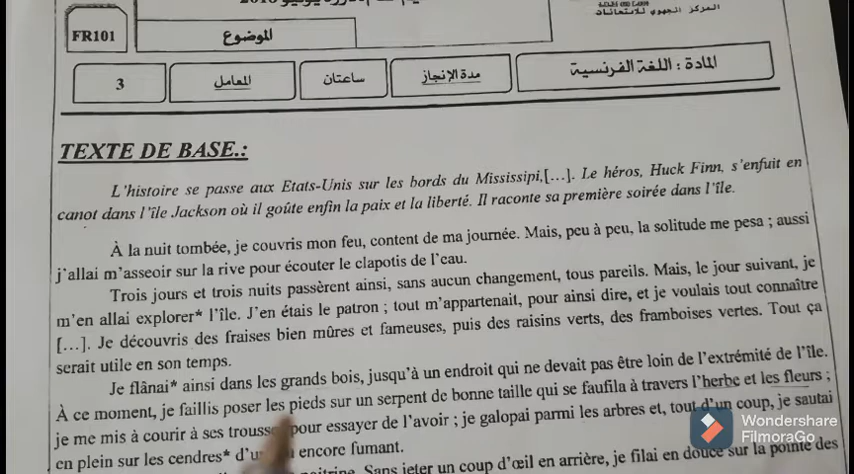 FR101
الموضوع
المركز الجهوي للامتحانات
3
المعامل
ساعتان
مدة الإنجاز
المادة : اللغة الفرنسية
TEXTE DE BASE.:
L'histoire se passe aux Etats-Unis sur les bords du Mississipi,[…]. Le héros, Huck Finn, s'enfuit en
canot dans l'île Jackson où il goûte enfin la paix et la liberté. Il raconte sa première soirée dans l'île.
À la nuit tombée, je couvris mon feu, content de ma journée. Mais, peu à peu, la solitude me pesa ; aussi
j'allai m'asseoir sur la rive pour écouter le clapotis de l'eau.
Trois jours et trois nuits passèrent ainsi, sans aucun changement, tous pareils. Mais, le jour suivant, je
m'en allai explorer* l'île. J'en étais le patron ; tout m'appartenait, pour ainsi dire, et je voulais tout connaître
[…]. Je découvris des fraises bien mûres et fameuses, puis des raisins verts, des framboises vertes. Tout ça
serait utile en son temps.
Je flânai* ainsi dans les grands bois, jusqu'à un endroit qui ne devait pas être loin de l'extrémité de l'île.
À ce moment, je faillis poser les pieds sur un serpent de bonne taille qui se faufila à travers l'herbe et les fleurs ;
je me mis à courir à ses trousses pour essayer de l'avoir ; je galopai parmi les arbres et, tout d'un coup, je sautai
en plein sur les cendres* d'un encore fumant.
poitrine. Sans jeter un coup d'œil en arrière, je filai en douce sur la pointe des
Wondershare
FilmoraGo